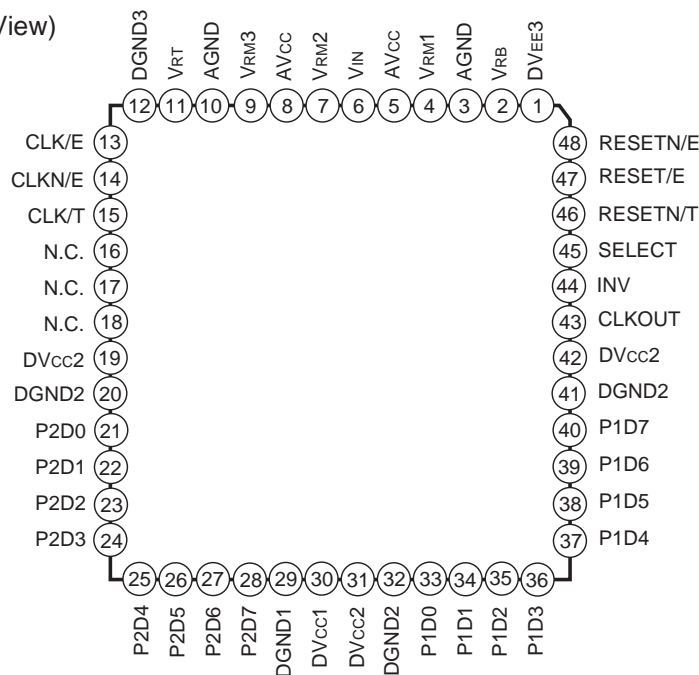 View)
DGND3
VRT
AGND
VRM3
AVCC
VRM2
VIN
AVCC
VRM1
AGND
VRB
DVEE3
12 11 10 9 8 7 6 5 4 3 2 1
CLK/E 13 48 RESETN/E
CLKN/E 14 47 RESET/E
CLK/T 15 46 RESETN/T
N.C. 16 45 SELECT
N.C. 17 44 INV
N.C. 18 43 CLKOUT
DVCC2 19 42 DVCC2
DGND2 20 41 DGND2
P2D0 21 40 P1D7
P2D1 22 39 P1D6
P2D2 23 38 P1D5
P2D3 24 37 P1D4
25 26 27 28 29 30 31 32 33 34 35 36
P2D4
P2D5
P2D6
P2D7
DGND1
DVCC1
DVCC2
DGND2
P1D0
P1D1
P1D2
P1D3